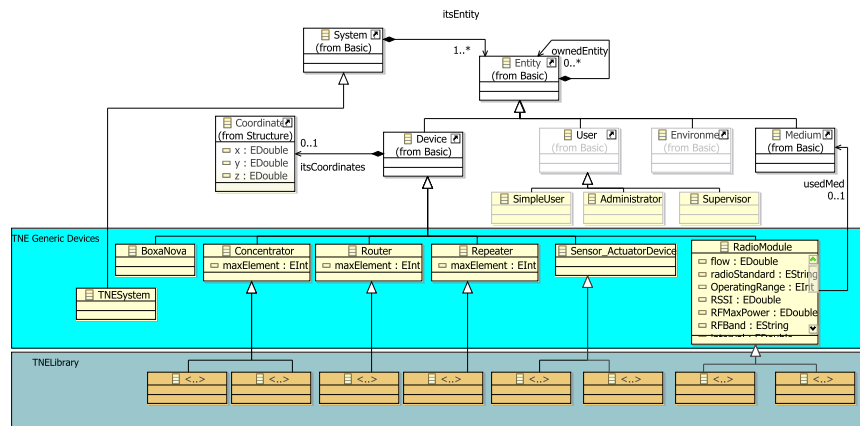 itsEntity
System
(from Basic)
1..*
ownedEntity
0..*
Entity
(from Basic)
Coordinate
(from Structure)
x : EDouble
y : EDouble
z : EDouble
0..1
itsCoordinates
Device
(from Basic)
User
(from Basic)
Environme
(from Basic)
Medium
(from Basic)
usedMed
0..1
SimpleUser
Administrator
Supervisor
TNE Generic Devices
BoxaNova
Concentrator
maxElement : EInt
Router
maxElement : EInt
Repeater
maxElement : EInt
Sensor_ActuatorDevice
RadioModule
flow : EDouble
radioStandard : EString
OperatingRange : EInt
RSSI : EDouble
RFMaxPower : EDouble
RFBand : EString
TNESystem
TNELibrary
<..>
<..>
<..>
<..>
<..>
<..>
<..>
<..>